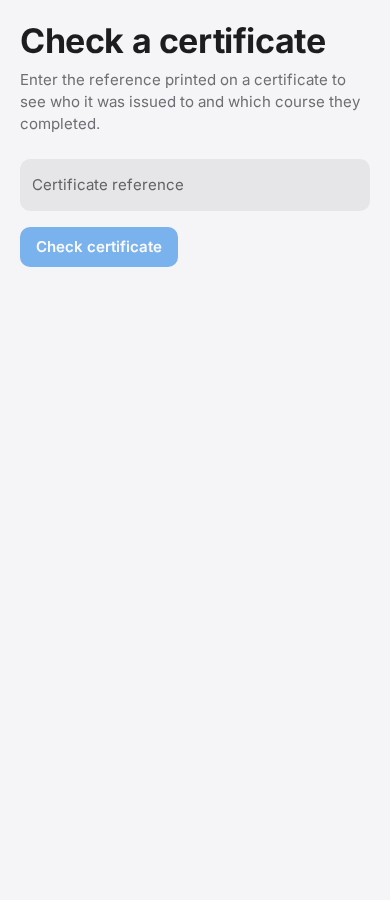 Check a certificate
Enter the reference printed on a certificate to
see who it was issued to and which course they
completed.
Certificate reference
Check certificate